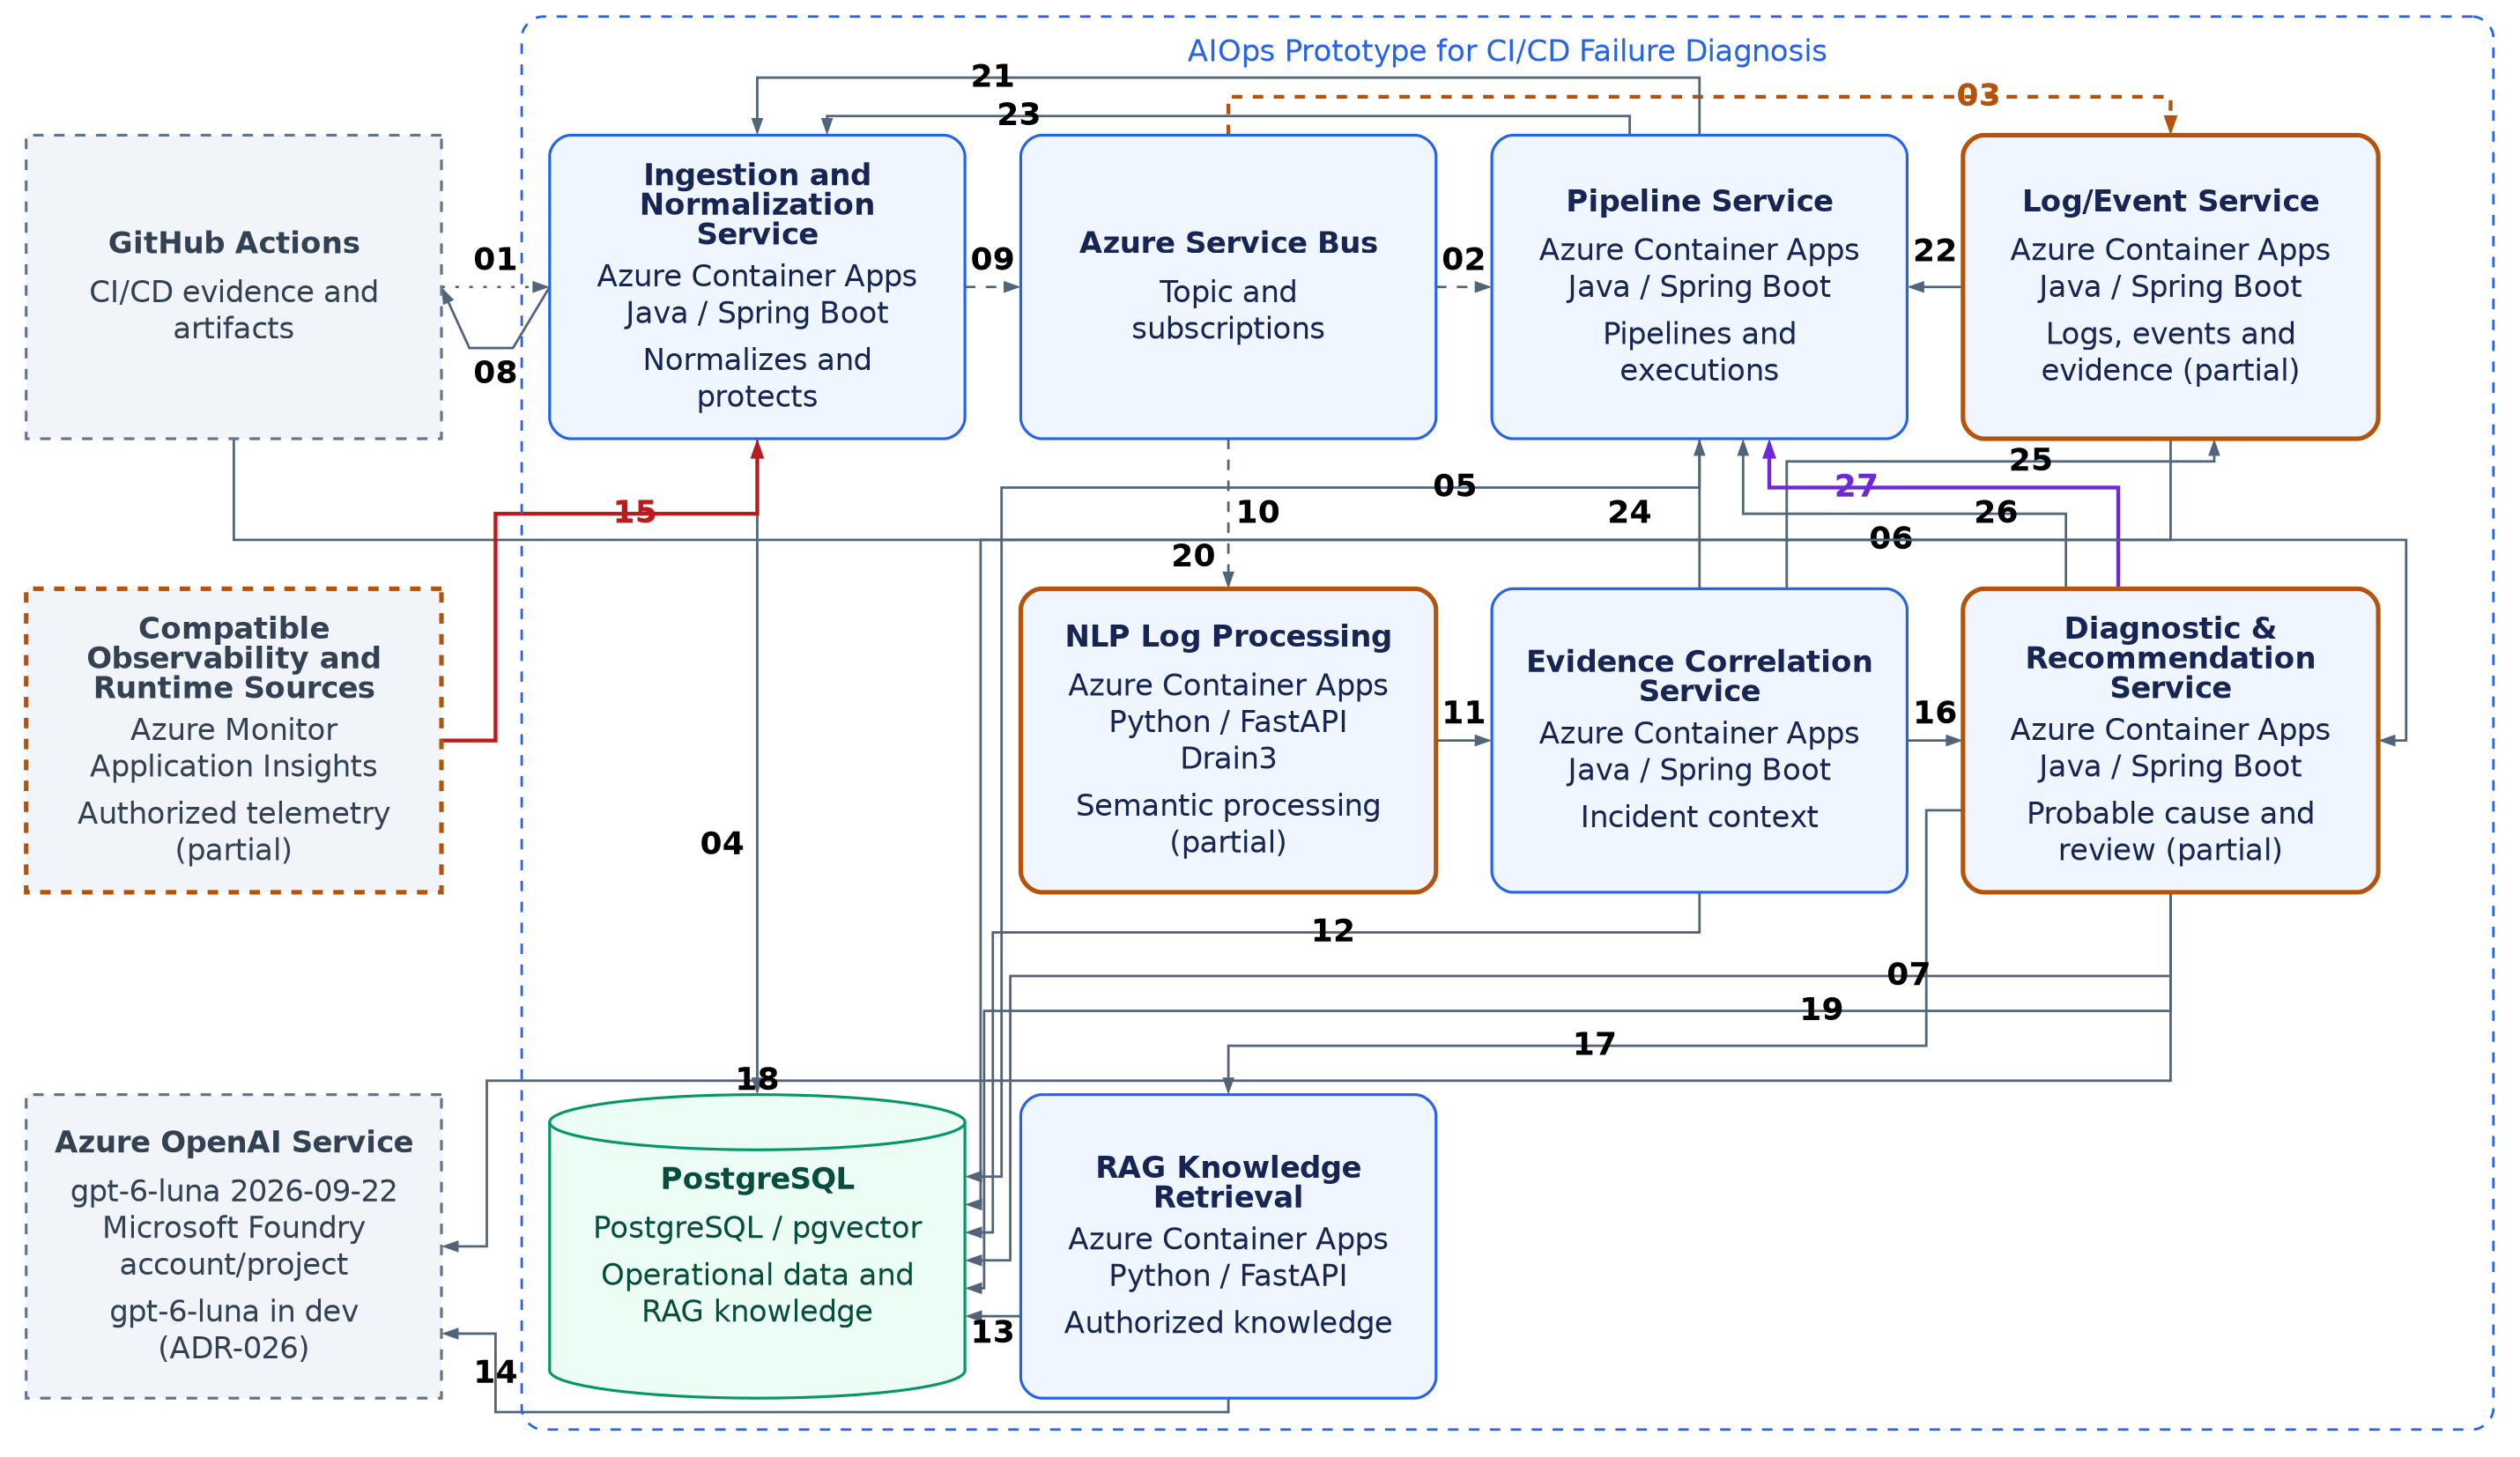 AIOps Prototype for CI/CD Failure Diagnosis
21
03
23
Ingestion and
Normalization
Service
Azure Container Apps
Java / Spring Boot
Normalizes and
protects
Azure Service Bus
Topic and
subscriptions
Pipeline Service
Azure Container Apps
Java / Spring Boot
Pipelines and
executions
Log/Event Service
Azure Container Apps
Java / Spring Boot
Logs, events and
evidence (partial)
GitHub Actions
CI/CD evidence and
artifacts
01
09
02
22
08
25
05
27
15
10
24
26
06
20
Compatible
Observability and
Runtime Sources
Azure Monitor
Application Insights
Authorized telemetry
(partial)
NLP Log Processing
Azure Container Apps
Python / FastAPI
Drain3
Semantic processing
(partial)
Evidence Correlation
Service
Azure Container Apps
Java / Spring Boot
Incident context
Diagnostic &
Recommendation
Service
Azure Container Apps
Java / Spring Boot
Probable cause and
review (partial)
11
16
04
12
07
19
17
18
Azure OpenAI Service
gpt-6-luna 2026-09-22
Microsoft Foundry
account/project
gpt-6-luna in dev
(ADR-026)
PostgreSQL
PostgreSQL / pgvector
Operational data and
RAG knowledge
RAG Knowledge
Retrieval
Azure Container Apps
Python / FastAPI
Authorized knowledge
13
14